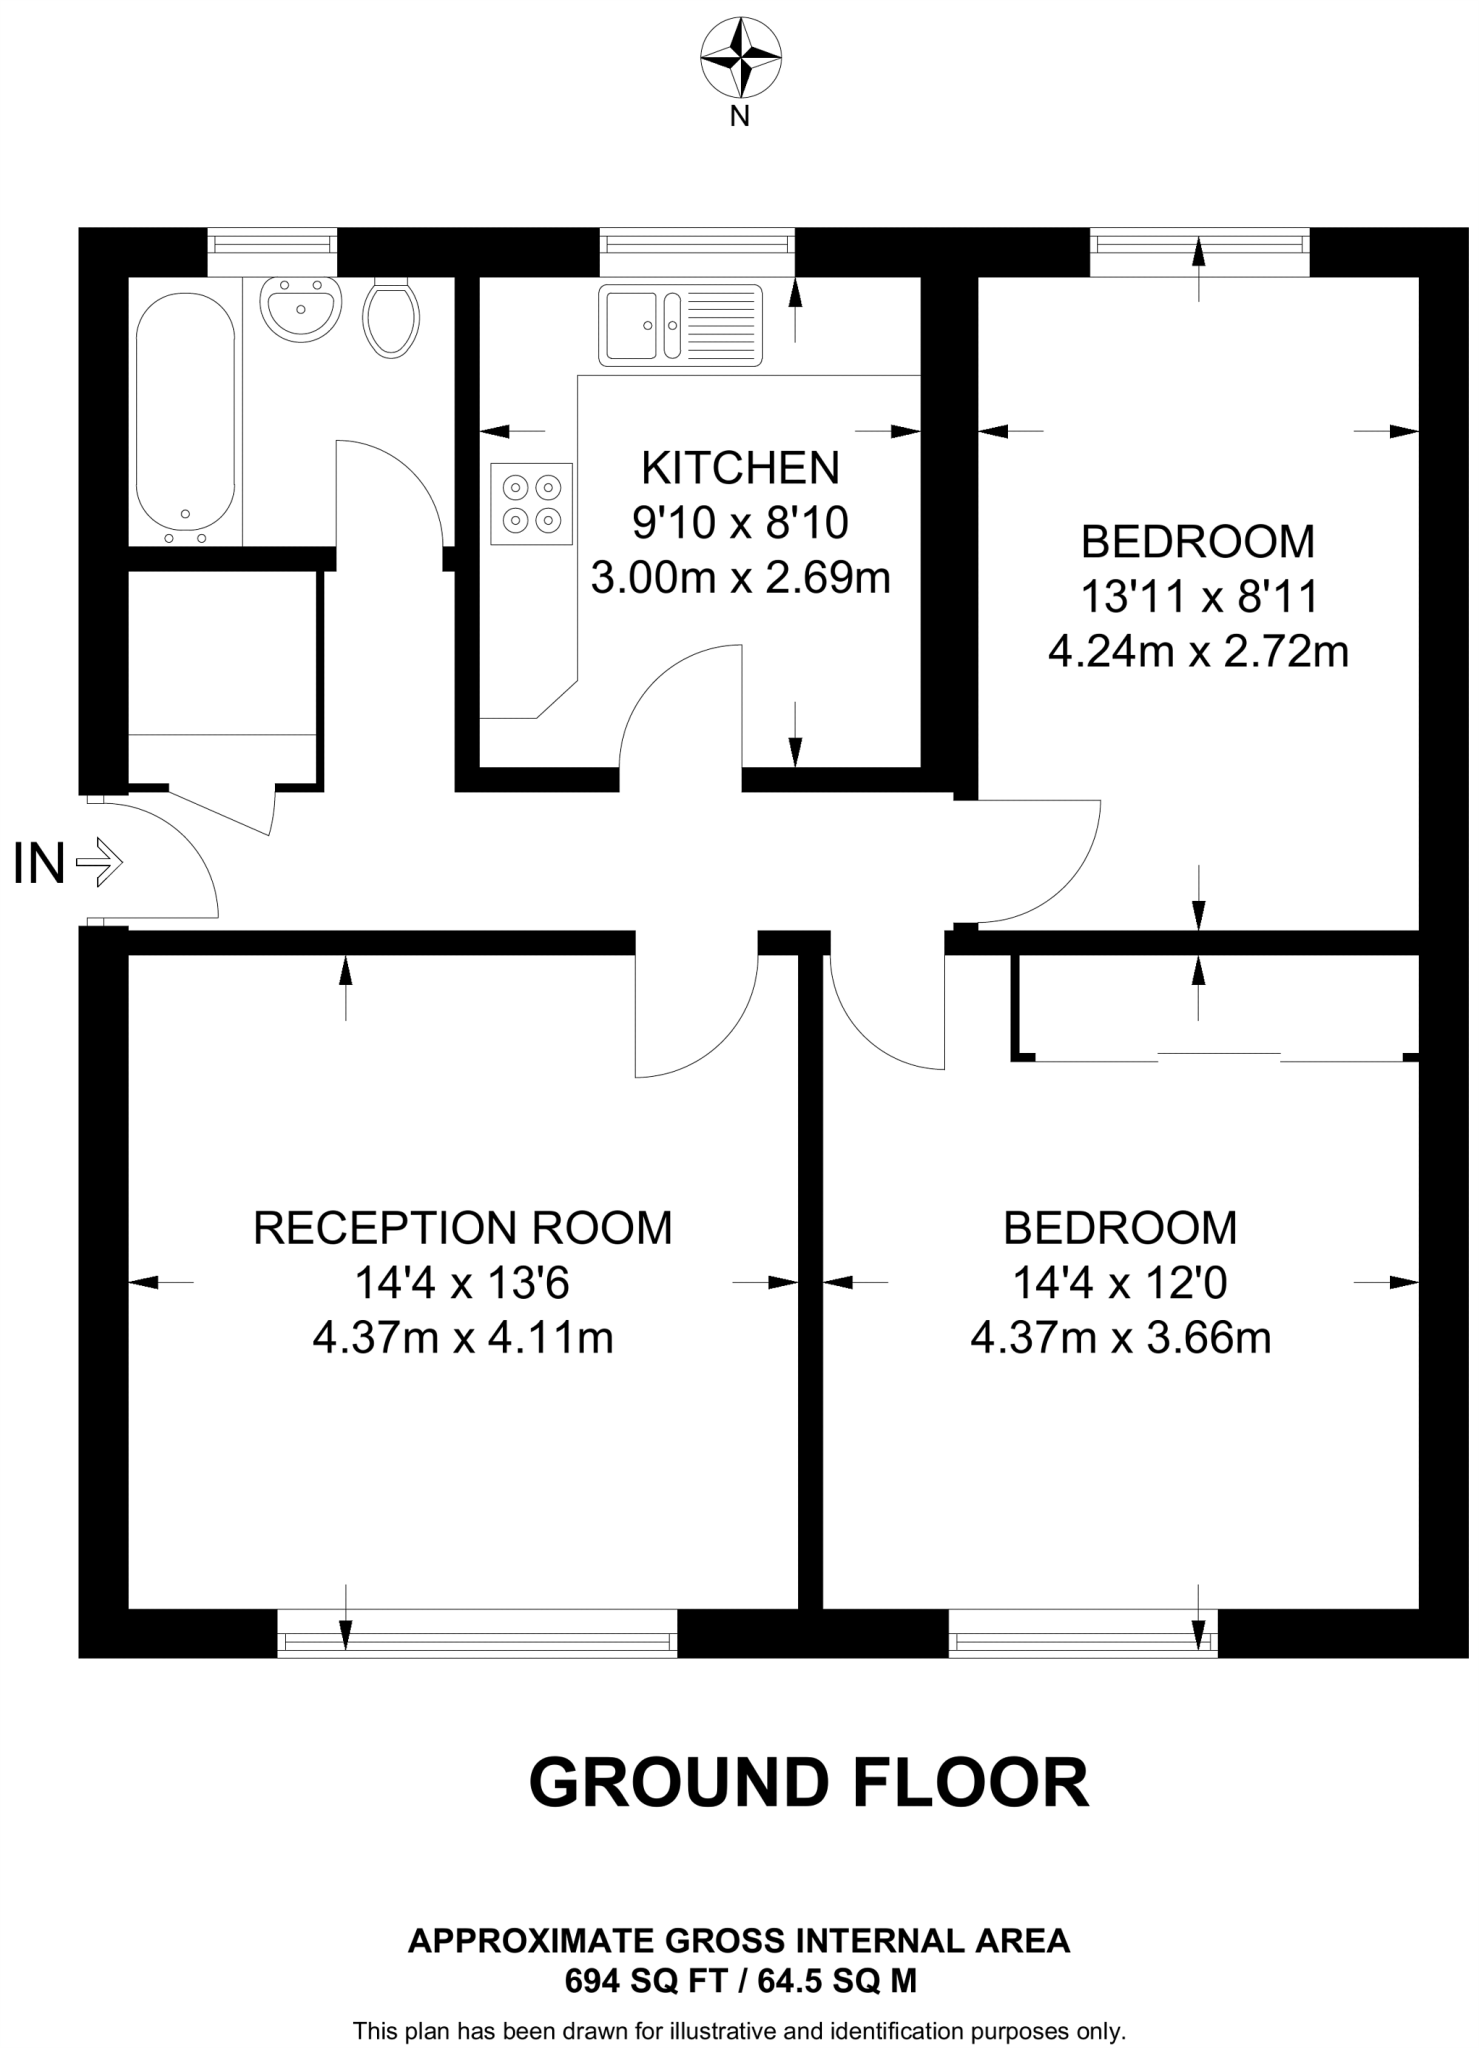 N
KITCHEN
9'10 x 8'10
3.00m x 2.69m
BEDROOM
13'11 x 8'11
4.24m x 2.72m
IN
RECEPTION ROOM
14'4 x 13'6
4.37m x 4.11m
BEDROOM
14'4 x 12'0
4.37m x 3.66m
GROUND FLOOR
APPROXIMATE GROSS INTERNAL AREA
694 SQ FT / 64.5 SQ M
This plan has been drawn for illustrative and identification purposes only.